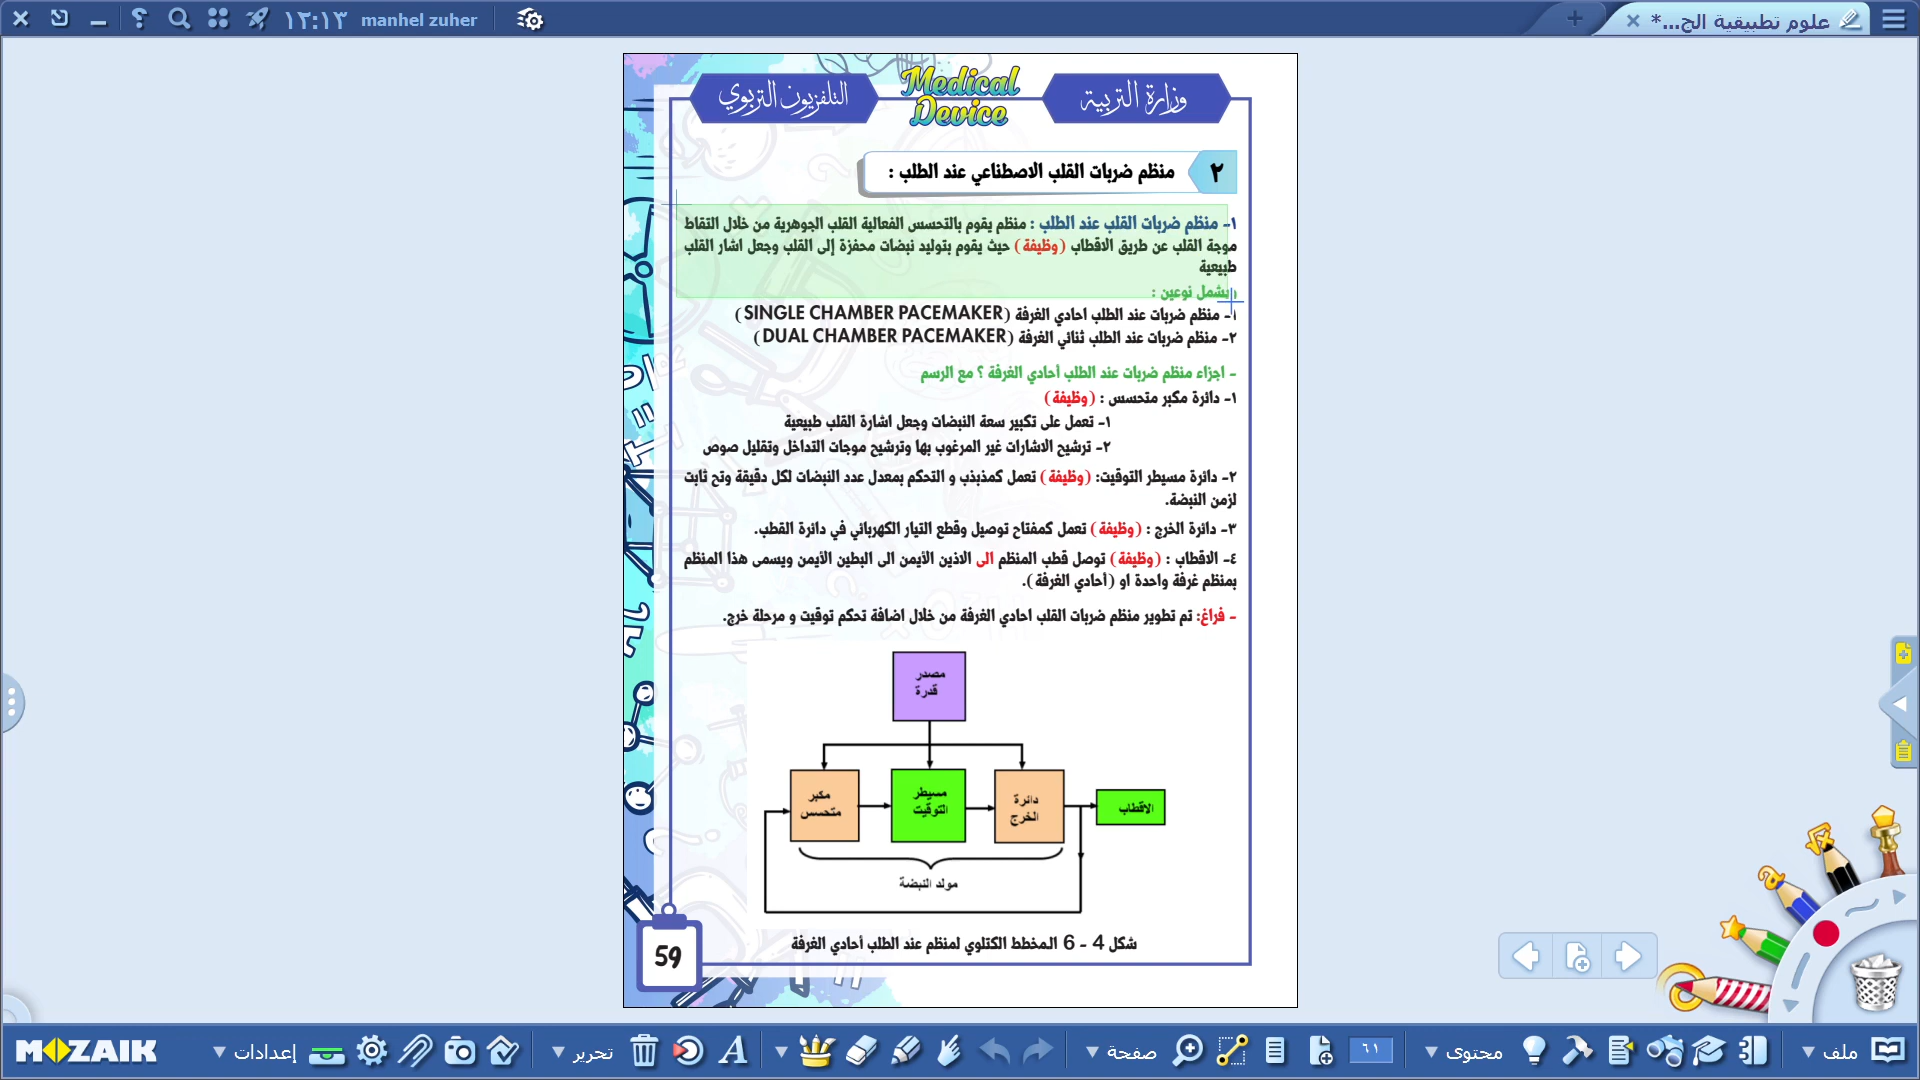 علوم تطبيقية الج...*
manhel zuher
١٣:١٣
وزارة التربية
Medical Device
التلفزيون التربوي
٢ منظم ضربات القلب الاصطناعي عند الطلب :
١- منظم ضربات القلب عند الطلب : منظم يقوم بالتحسس الفعالية القلب الجوهرية من خلال التقاط
موجة القلب عن طريق الاقطاب (وظيفة) حيث يقوم بتوليد نبضات محفزة إلى القلب وجعل اشار القلب
طبيعية
ويشمل نوعين :
١- منظم ضربات عند الطلب احادي الغرفة (SINGLE CHAMBER PACEMAKER)
٢- منظم ضربات عند الطلب ثنائي الغرفة (DUAL CHAMBER PACEMAKER)
- اجزاء منظم ضربات عند الطلب أحادي الغرفة ؟ مع الرسم
١- دائرة مكبر متحسس : (وظيفة)
١- تعمل على تكبير سعة النبضات وجعل اشارة القلب طبيعية
٢- ترشيح الاشارات غير المرغوب بها وترشيح موجات التداخل وتقليل صوص
٢- دائرة مسيطر التوقيت: (وظيفة) تعمل كمذبذب و التحكم بمعدل عدد النبضات لكل دقيقة وتح ثابت
لزمن النبضة.
٣- دائرة الخرج : (وظيفة) تعمل كمفتاح توصيل وقطع التيار الكهربائي في دائرة القطب.
٤- الاقطاب : (وظيفة) توصل قطب المنظم الى الاذين الأيمن الى البطين الأيمن ويسمى هذا المنظم
بمنظم غرفة واحدة او (أحادي الغرفة).
- فراغ: تم تطوير منظم ضربات القلب احادي الغرفة من خلال اضافة تحكم توقيت و مرحلة خرج.
مصدر
قدرة
مكبر
متحسس
مسيطر
التوقيت
دائرة
الخرج
الاقطاب
مولد النبضة
شكل 4 - 6 المخطط الكتلوي لمنظم عند الطلب أحادي الغرفة
59
ملف
محتوى
٦١
صفحة
تحرير
إعدادات
MOZAIK